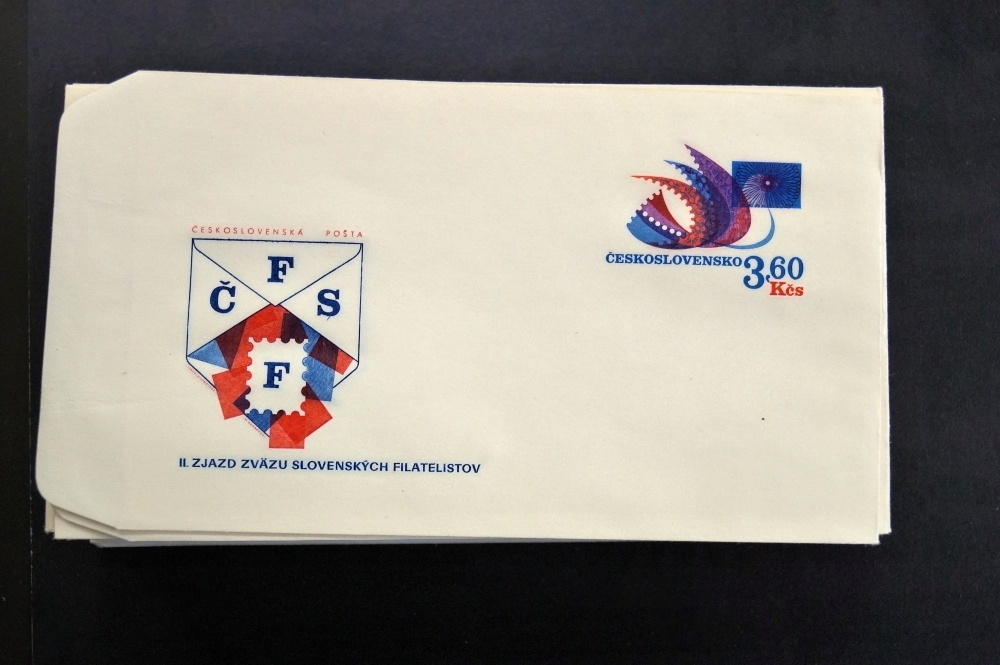 ČESKOSLOVENSKÁ POŠTA
F
Č S
F
II. ZJAZD ZVÄZU SLOVENSKÝCH FILATELISTOV
ČESKOSLOVENSKO 3,60
Kčs